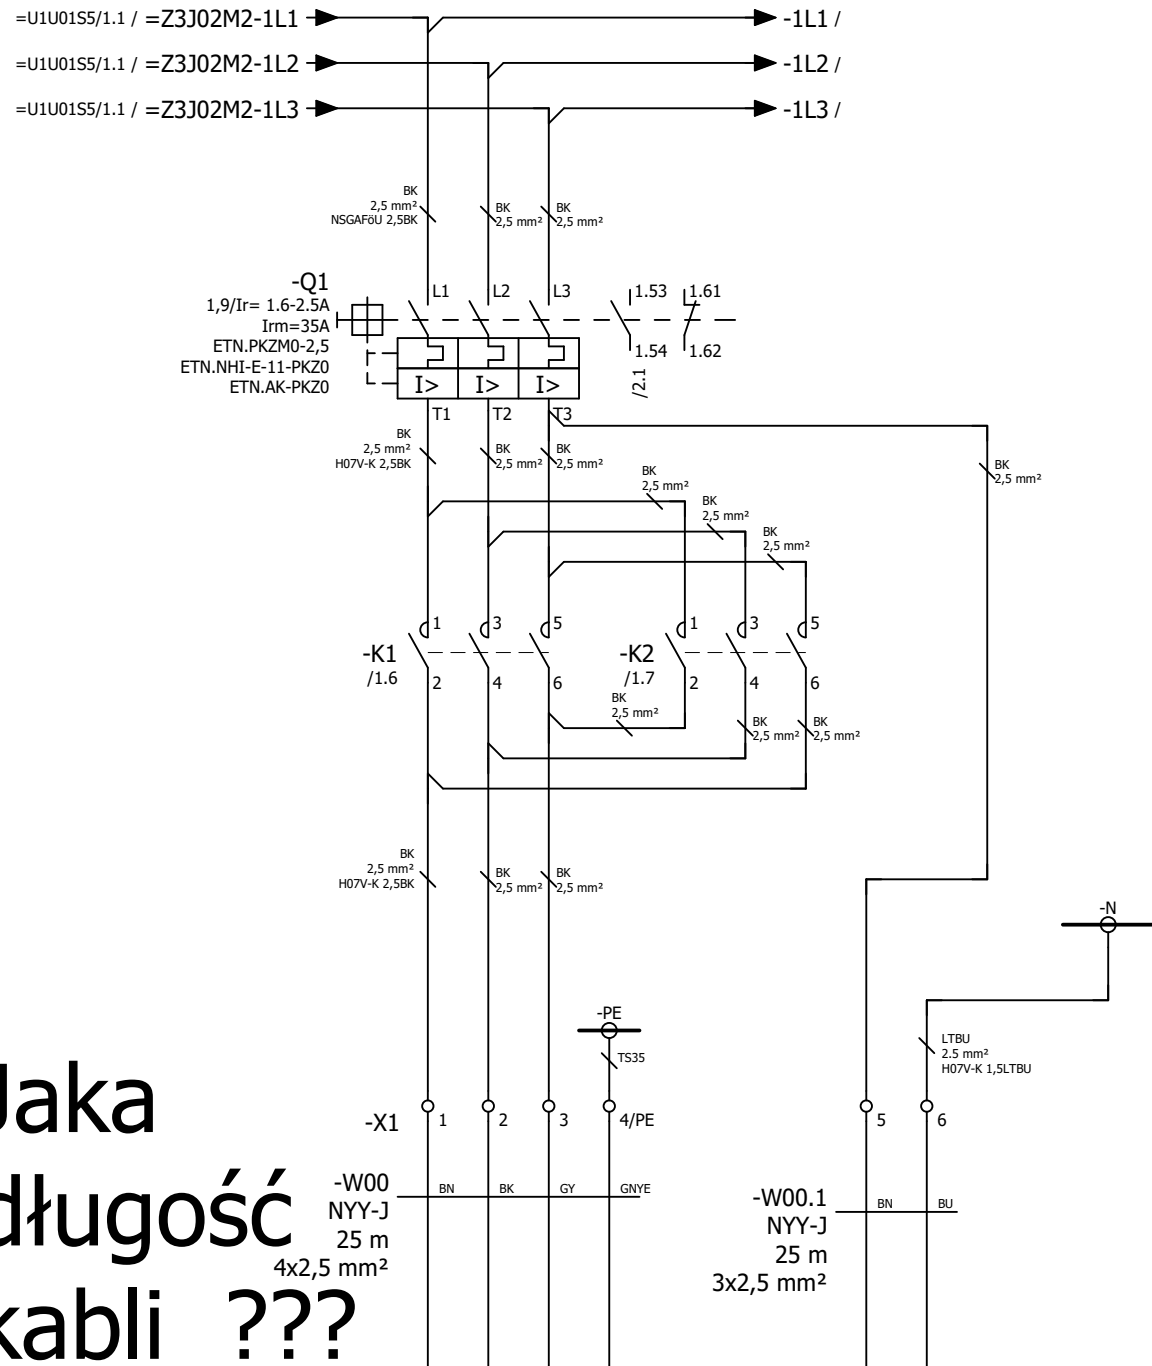 =U1U01S5/1.1 / =Z3J02M2-1L1
-1L1 /
=U1U01S5/1.1 / =Z3J02M2-1L2
-1L2 /
=U1U01S5/1.1 / =Z3J02M2-1L3
-1L3 /
BK
2,5 mm²
NSGAFöU 2,5BK
BK
2,5 mm²
BK
2,5 mm²
-Q1
1,9/Ir= 1.6-2.5A
Irm=35A
ETN.PKZM0-2,5
ETN.NHI-E-11-PKZ0
ETN.AK-PKZ0
L1
L2
L3
1.53
1.61
1.54
1.62
/2.1
I>
I>
I>
T1
T2
T3
BK
2,5 mm²
H07V-K 2,5BK
BK
2,5 mm²
BK
2,5 mm²
BK
2,5 mm²
BK
2,5 mm²
BK
2,5 mm²
BK
2,5 mm²
-K1
/1.6
1
3
5
2
4
6
-K2
/1.7
1
3
5
2
4
6
BK
2,5 mm²
BK
2,5 mm²
BK
2,5 mm²
BK
2,5 mm²
H07V-K 2,5BK
BK
2,5 mm²
BK
2,5 mm²
-N
-PE
TS35
LTBU
2.5 mm²
H07V-K 1,5LTBU
-X1
1
2
3
4/PE
5
6
-W00
NYY-J
25 m
4x2,5 mm²
BN
BK
GY
GNYE
-W00.1
NYY-J
25 m
3x2,5 mm²
BN
BU
Jaka
długość
kabli ???